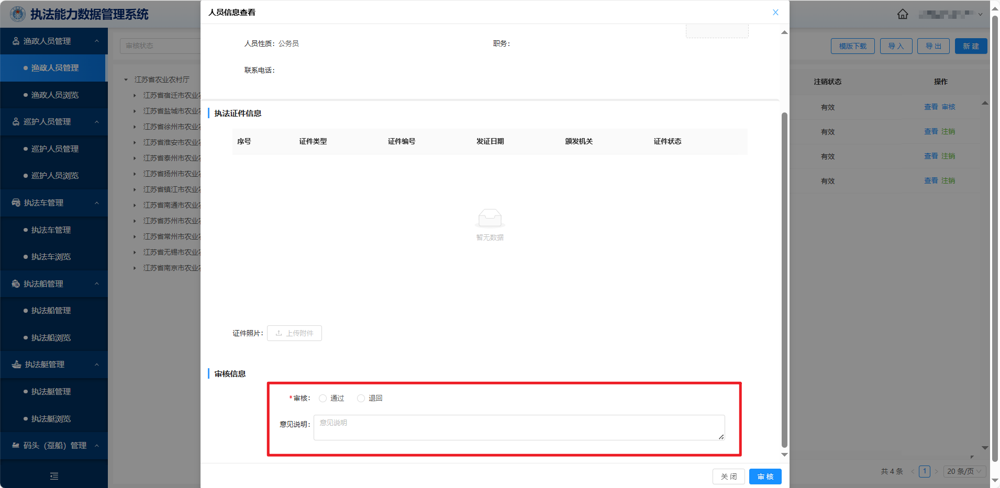 执法能力数据管理系统
渔政人员管理
渔政人员管理
渔政人员浏览
巡护人员管理
巡护人员管理
巡护人员浏览
执法车管理
执法车管理
执法车浏览
执法船管理
执法船管理
执法船浏览
执法艇管理
执法艇管理
执法艇浏览
码头（趸船）管理
审核状态
江苏省农业农村厅
江苏省宿迁市农业
江苏省盐城市农业
江苏省徐州市农业
江苏省淮安市农业
江苏省泰州市农业
江苏省扬州市农业
江苏省镇江市农业
江苏省南通市农业
江苏省苏州市农业
江苏省常州市农业
江苏省无锡市农业
江苏省南京市农业
人员信息查看
人员性质：公务员 职务：
联系电话：
执法证件信息
序号 证件类型 证件编号 发证日期 颁发机关 证件状态
暂无数据
证件照片： 上传附件
审核信息
*审核： 通过 退回
意见说明： 意见说明
关 闭 审 核
模版下载 导 入 导 出 新 建
注销状态 操作
有效 查看 审核
有效 查看 注销
有效 查看 注销
有效 查看 注销
共 4 条 < 1 > 20 条/页